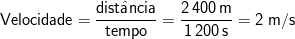 Velocidade = distância / tempo = 2 400 m / 1 200 s = 2 m/s